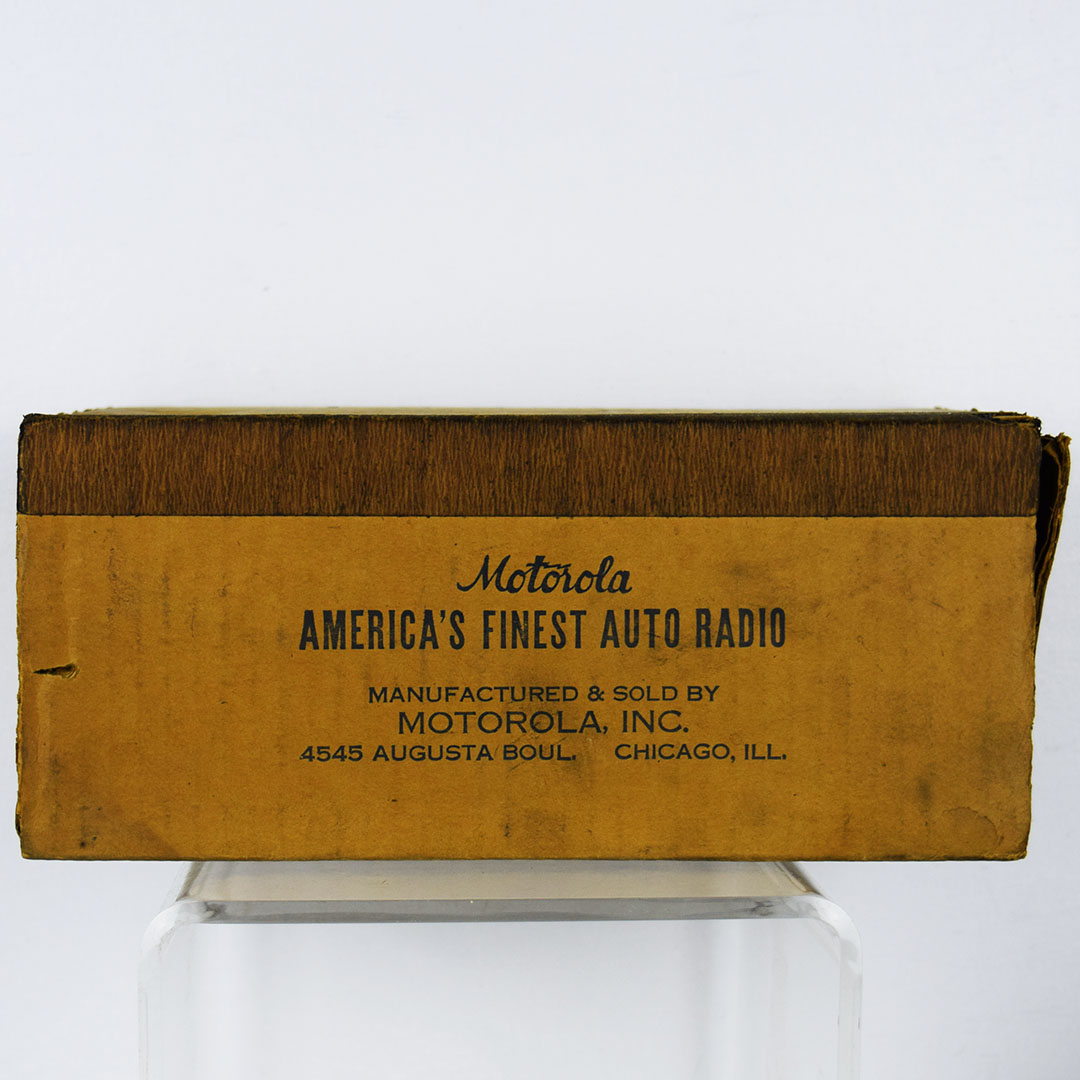 Motorola
AMERICA'S FINEST AUTO RADIO
MANUFACTURED & SOLD BY
MOTOROLA, INC.
4545 AUGUSTA BOUL. CHICAGO, ILL.